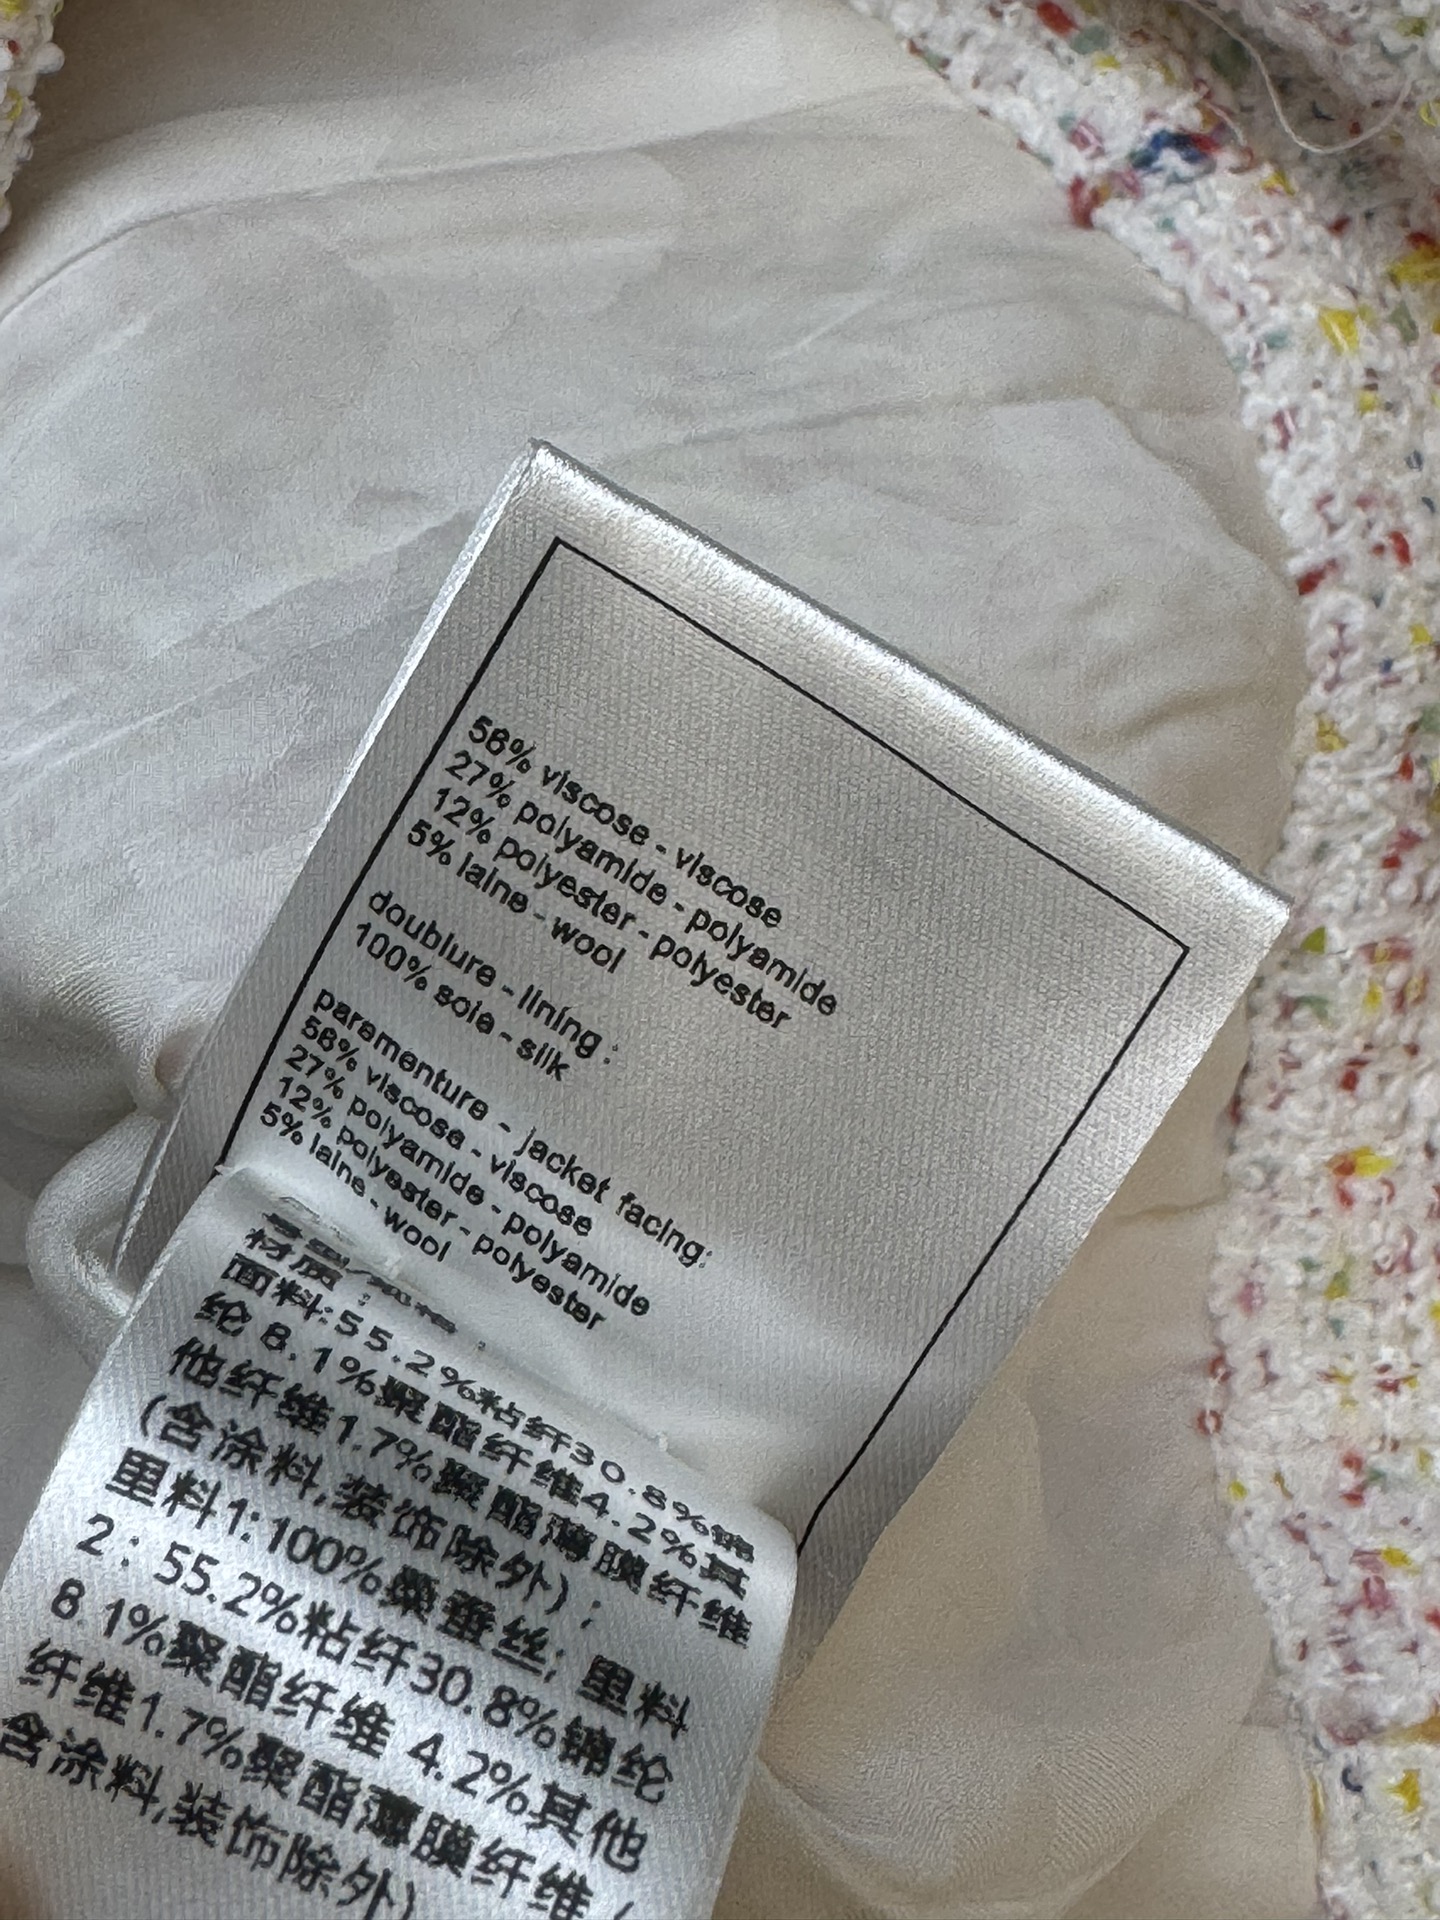 56% viscose - viscose
27% polyamide - polyamide
12% polyester - polyester
5% laine - wool
doublure - lining :
100% soie - silk
parementure - jacket facing:
56% viscose - viscose
27% polyamide - polyamide
12% polyester - polyester
5% laine - wool
材质:
面料:55.2%粘纤30.8%锦
纶 8.1%聚酯纤维4.2%其
他纤维1.7%聚酯薄膜纤维
(含涂料,装饰除外);
里料1:100%桑蚕丝; 里料
2:55.2%粘纤30.8%锦纶
8.1%聚酯纤维 4.2%其他
纤维1.7%聚酯薄膜纤维(
含涂料,装饰除外)